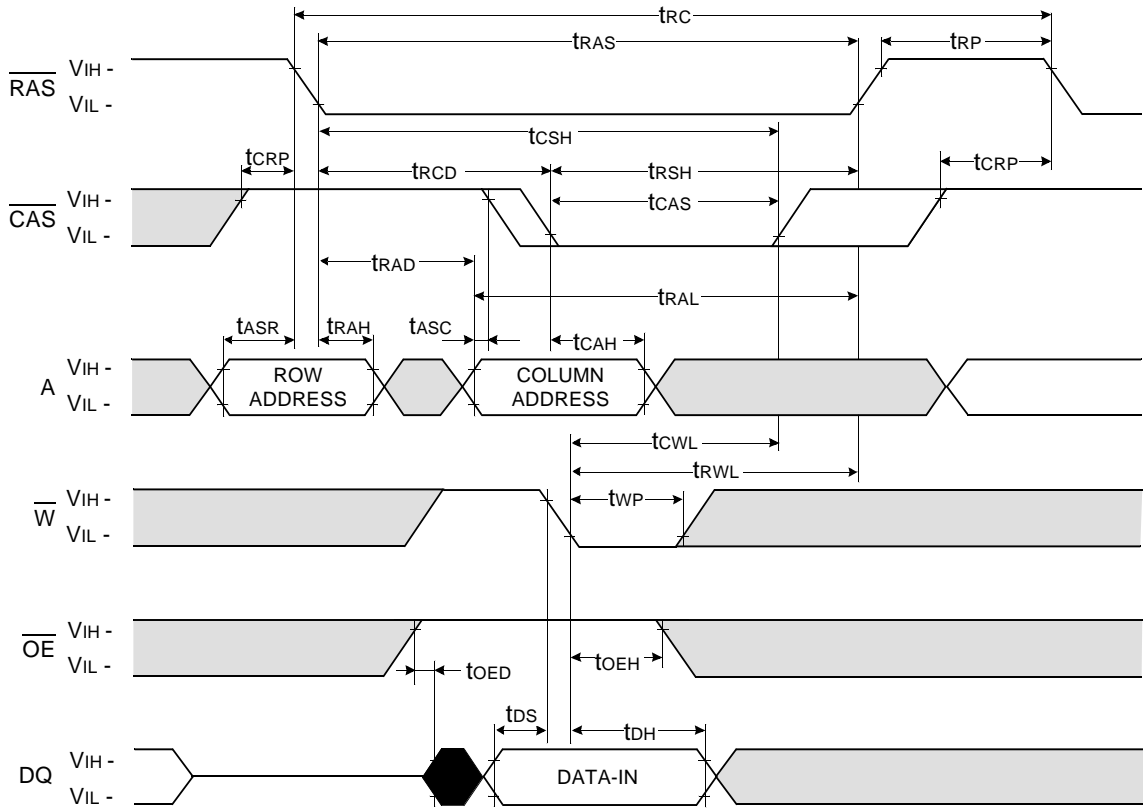 tRC
tRAS
tRP
RAS
VIH -
VIL -
tCSH
tCRP
tRCD
tRSH
tCRP
CAS
VIH -
VIL -
tCAS
tRAD
tRAL
tASR
tRAH
tASC
tCAH
A
VIH -
VIL -
ROW
ADDRESS
COLUMN
ADDRESS
tCWL
tRWL
W
VIH -
VIL -
tWP
OE
VIH -
VIL -
tOED
tOEH
tDS
tDH
DQ
VIH -
VIL -
DATA-IN